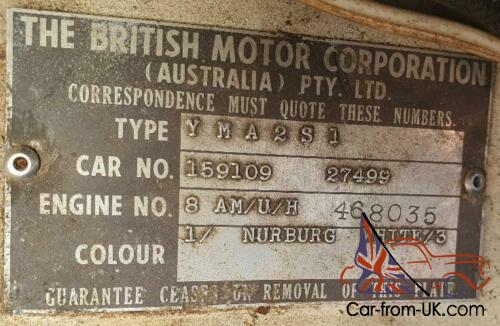 THE BRITISH MOTOR CORPORATION
(AUSTRALIA) PTY. LTD.
CORRESPONDENCE MUST QUOTE THESE NUMBERS.
TYPE YMA2S1
CAR NO. 159109 27499
ENGINE NO. 8 AM/U/H 468035
COLOUR 1/ NURBURG WHITE/3
GUARANTEE CEASES ON REMOVAL OF THIS PLATE
Car-from-UK.com